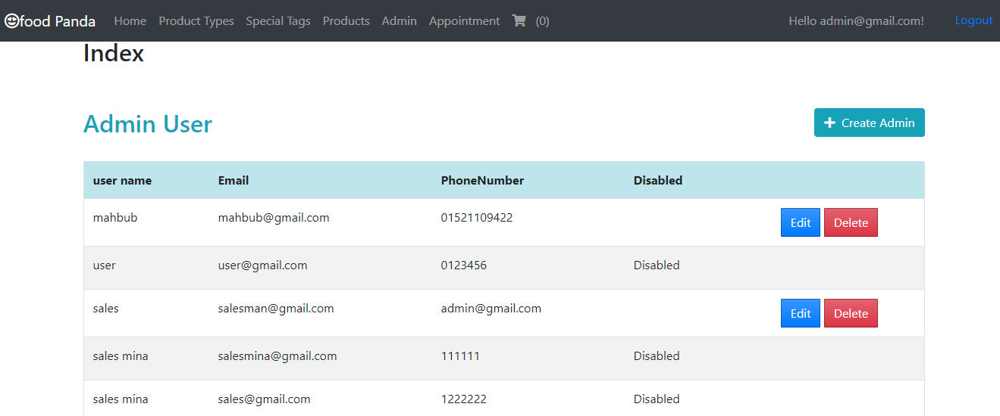 food Panda Home Product Types Special Tags Products Admin Appointment (0) Hello admin@gmail.com! Logout
Index
Admin User Create Admin
user name Email PhoneNumber Disabled
mahbub mahbub@gmail.com 01521109422 Edit Delete
user user@gmail.com 0123456 Disabled
sales salesman@gmail.com admin@gmail.com Edit Delete
sales mina salesmina@gmail.com 111111 Disabled
sales mina sales@gmail.com 1222222 Disabled